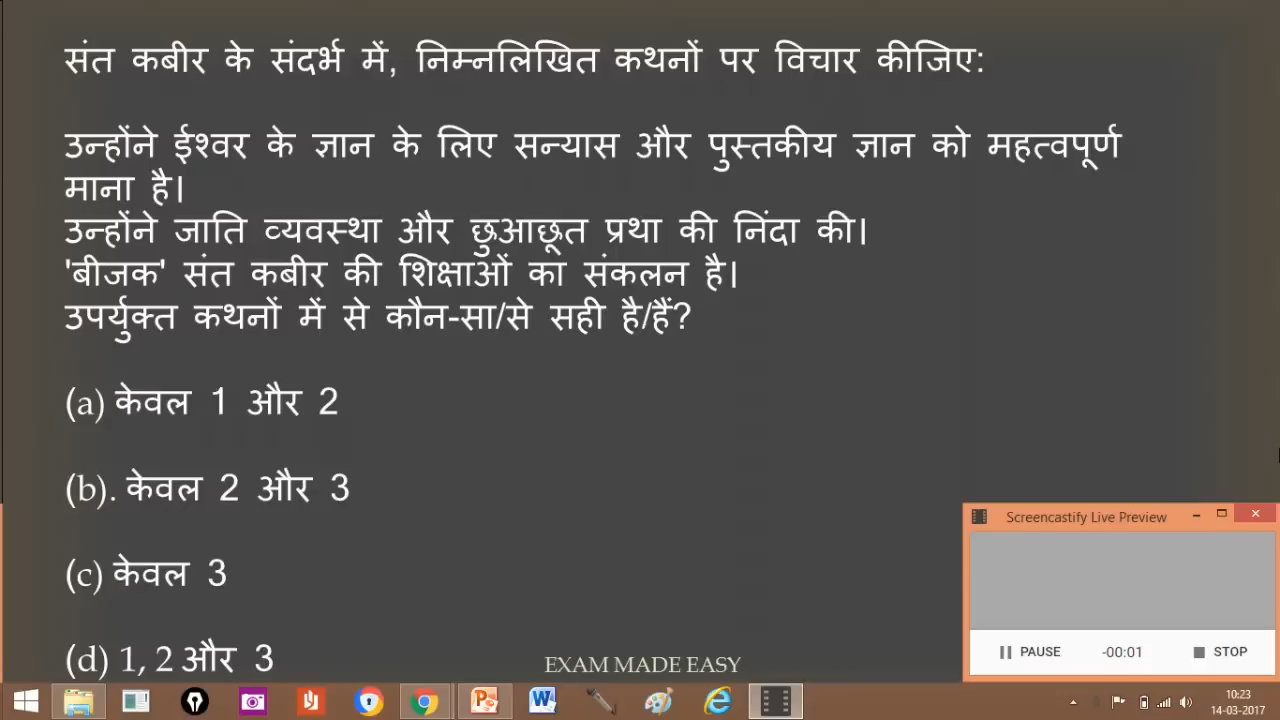 संत कबीर के संदर्भ में, निम्नलिखित कथनों पर विचार कीजिए:
उन्होंने ईश्वर के ज्ञान के लिए सन्यास और पुस्तकीय ज्ञान को महत्वपूर्ण
माना है।
उन्होंने जाति व्यवस्था और छुआछूत प्रथा की निंदा की।
'बीजक' संत कबीर की शिक्षाओं का संकलन है।
उपर्युक्त कथनों में से कौन-सा/से सही है/हैं?
(a) केवल 1 और 2
(b). केवल 2 और 3
(c) केवल 3
(d) 1, 2 और 3
EXAM MADE EASY
Screencastify Live Preview
PAUSE -00:01 STOP
10:23
14-03-2017